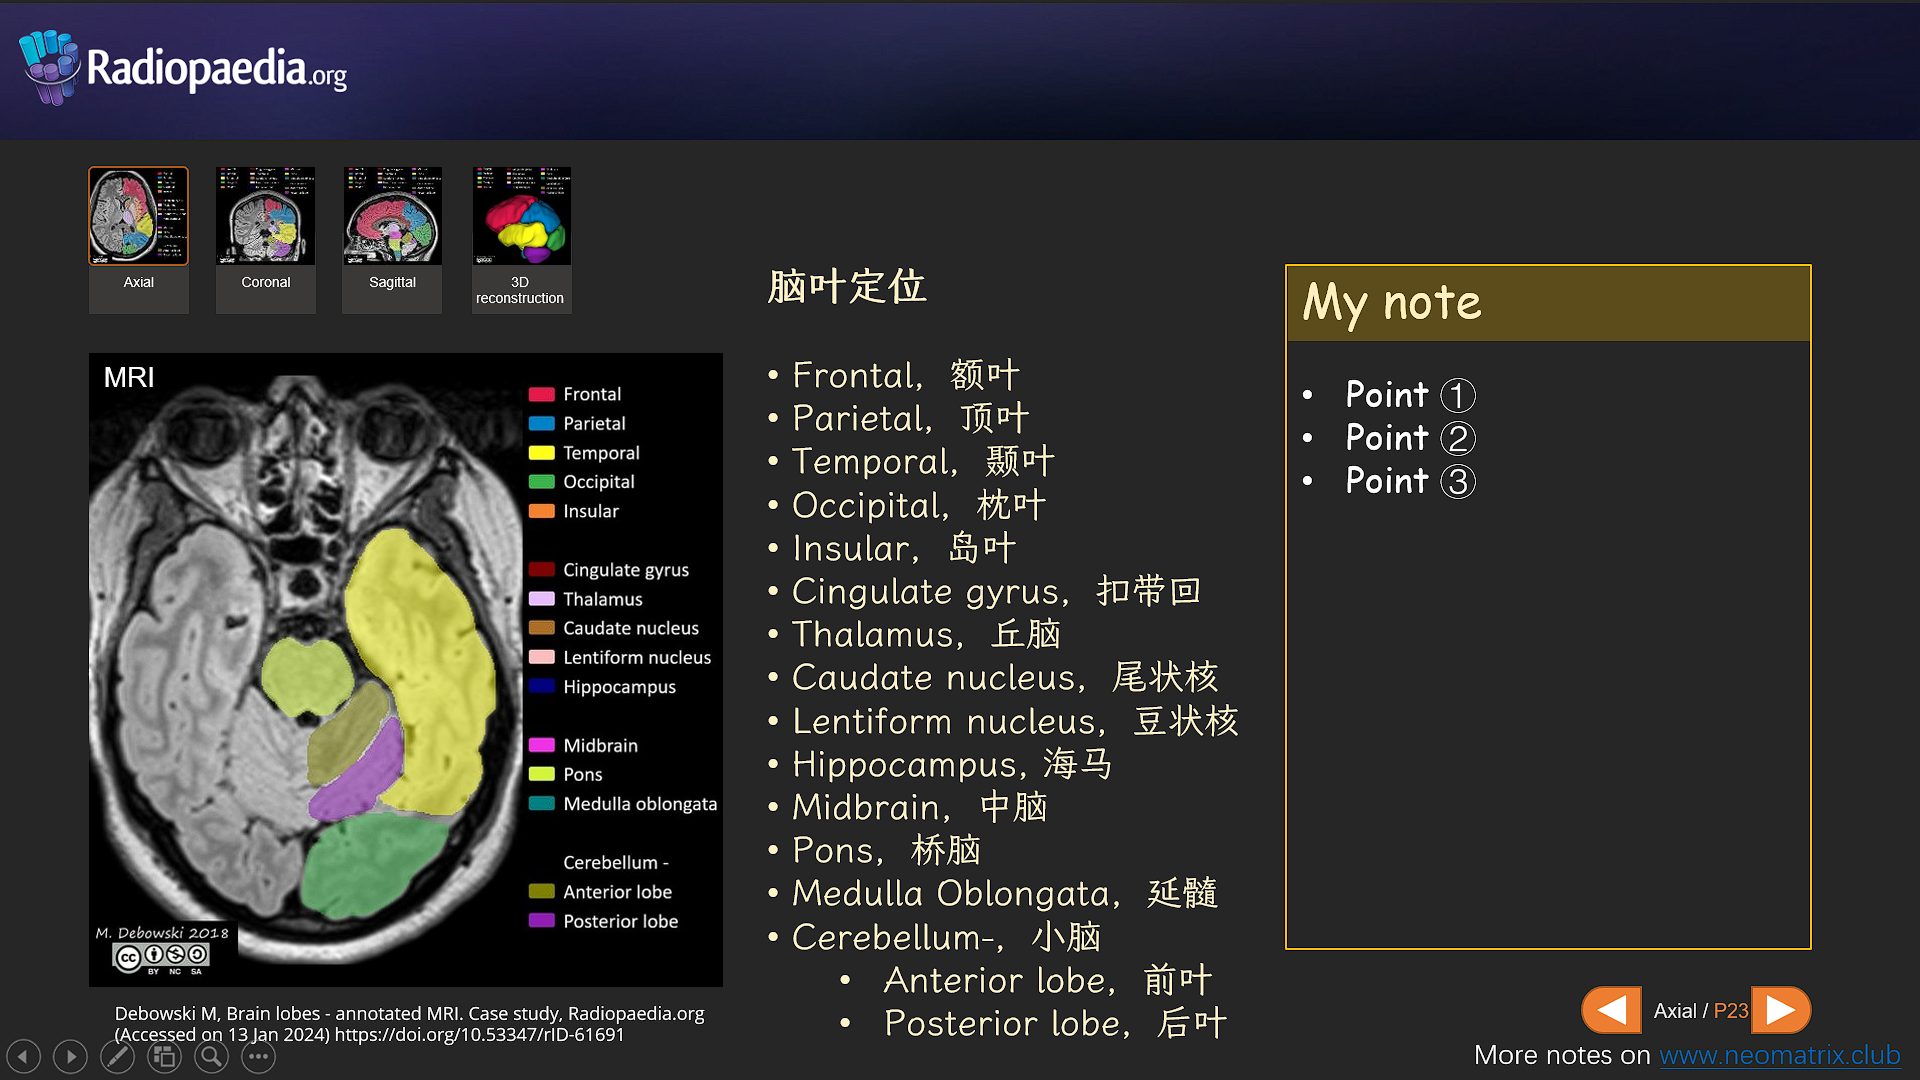 Radiopaedia.org
Axial
Coronal
Sagittal
3D
reconstruction
MRI
Frontal
Parietal
Temporal
Occipital
Insular
Cingulate gyrus
Thalamus
Caudate nucleus
Lentiform nucleus
Hippocampus
Midbrain
Pons
Medulla oblongata
Cerebellum -
Anterior lobe
Posterior lobe
M. Debowski 2018
cc
BY NC SA
Debowski M, Brain lobes - annotated MRI. Case study, Radiopaedia.org
(Accessed on 13 Jan 2024) https://doi.org/10.53347/rID-61691
脑叶定位
• Frontal, 额叶
• Parietal, 顶叶
• Temporal, 颞叶
• Occipital, 枕叶
• Insular, 岛叶
• Cingulate gyrus, 扣带回
• Thalamus, 丘脑
• Caudate nucleus, 尾状核
• Lentiform nucleus, 豆状核
• Hippocampus, 海马
• Midbrain, 中脑
• Pons, 桥脑
• Medulla Oblongata, 延髓
• Cerebellum-, 小脑
• Anterior lobe, 前叶
• Posterior lobe, 后叶
My note
• Point ①
• Point ②
• Point ③
Axial / P23
More notes on www.neomatrix.club